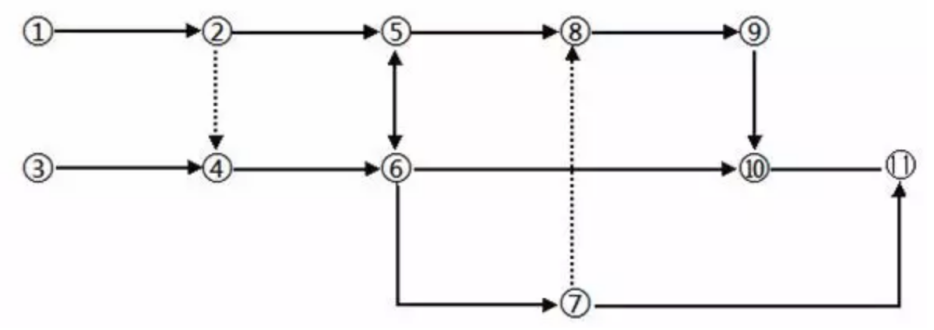 ① ② ⑤ ⑧ ⑨
③ ④ ⑥ ⑩ ⑪
⑦